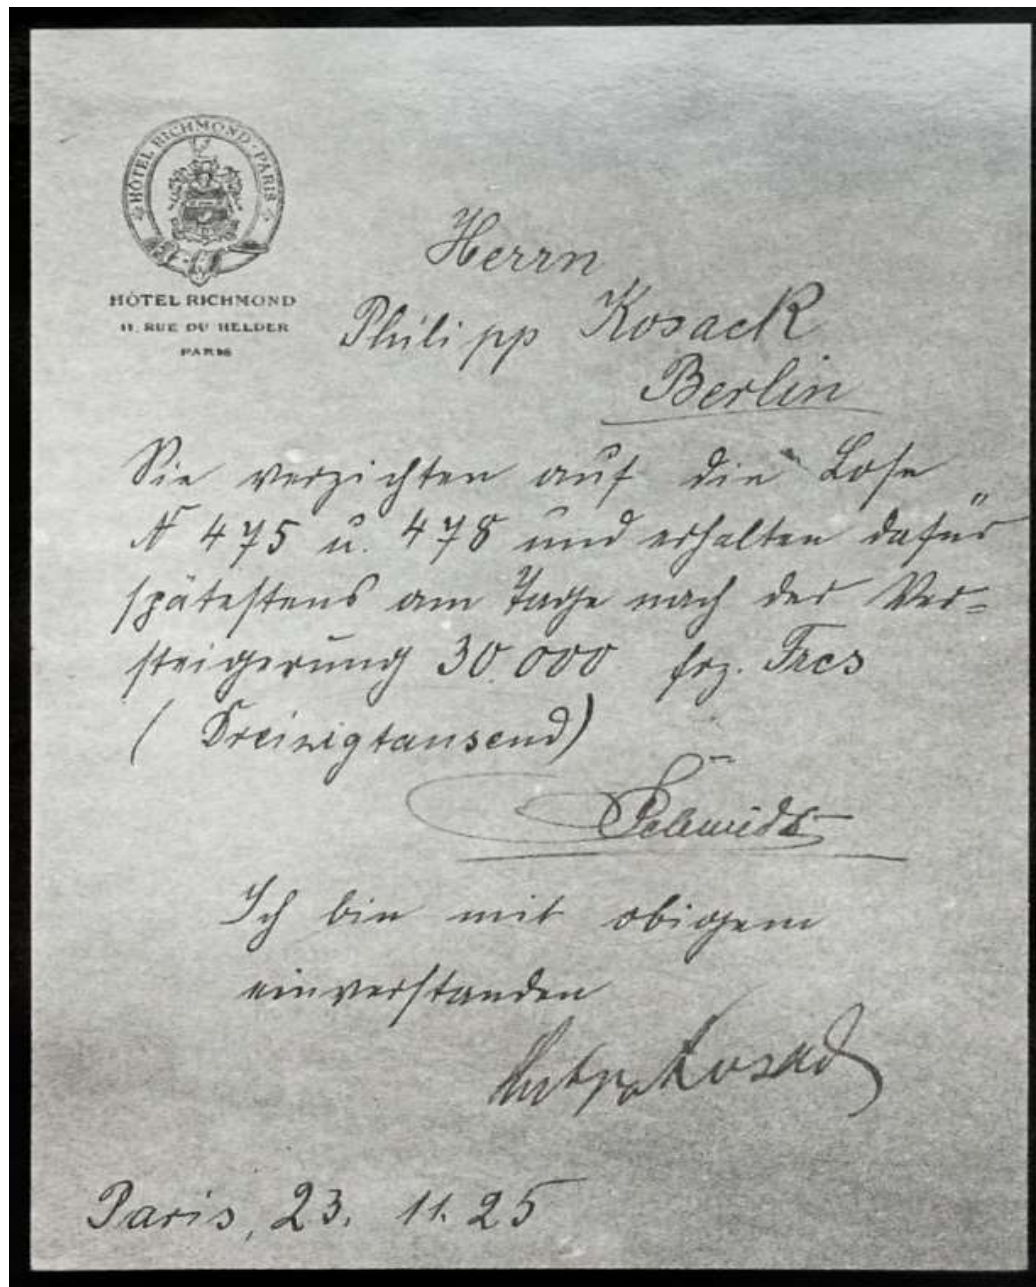 HÔTEL RICHMOND · PARIS
HÔTEL RICHMOND
11, RUE DU HELDER
PARIS
Herrn
Philipp Kosack
Berlin
Sie verzichten auf die Lose
N 475 u. 478 und erhalten dafür
spätestens am Tage nach der Ver=
steigerung 30.000 frz. Frcs
(Dreizigtausend)
Schmidt
Ich bin mit obigem
einverstanden
Kosack
Paris, 23. 11. 25